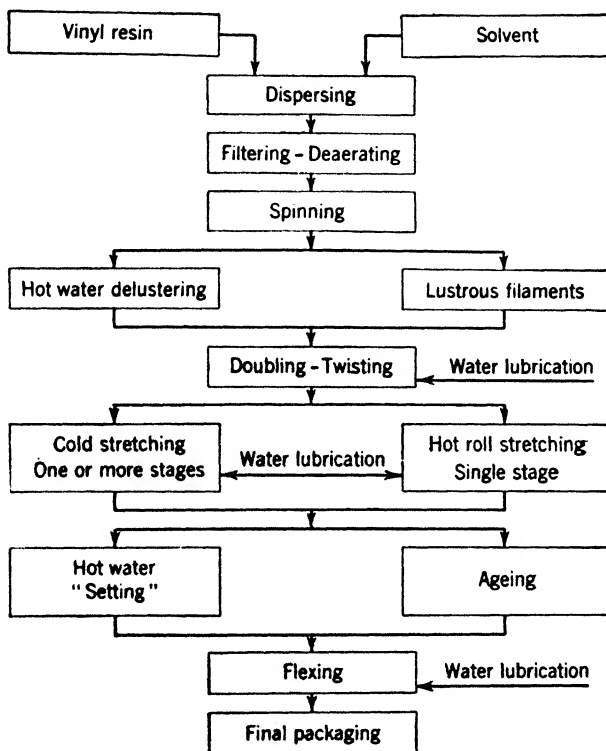 Vinyl resin
Solvent
Dispersing
Filtering - Deaerating
Spinning
Hot water delustering
Lustrous filaments
Doubling - Twisting
Water lubrication
Cold stretching
One or more stages
Water lubrication
Hot roll stretching
Single stage
Hot water
"Setting"
Ageing
Flexing
Water lubrication
Final packaging